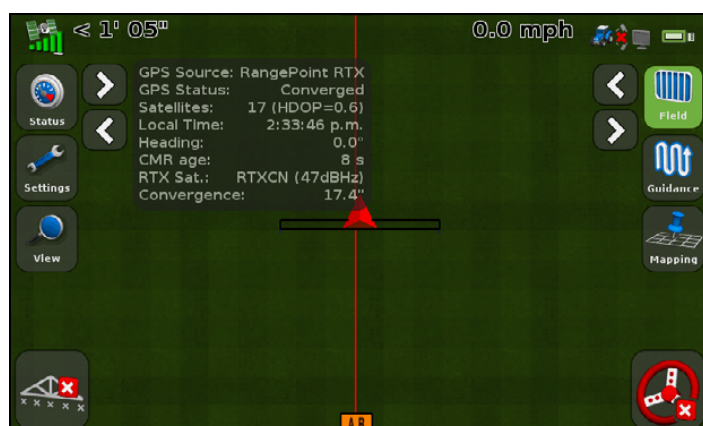 < 1' 05"
0.0 mph
GPS Source: RangePoint RTX
GPS Status: Converged
Satellites: 17 (HDOP=0.6)
Local Time: 2:33:46 p.m.
Heading: 0.0°
CMR age: 8 s
RTX Sat.: RTXCN (47dBHz)
Convergence: 17.4"
Status
Settings
View
Field
Guidance
Mapping
x x x x x
A B